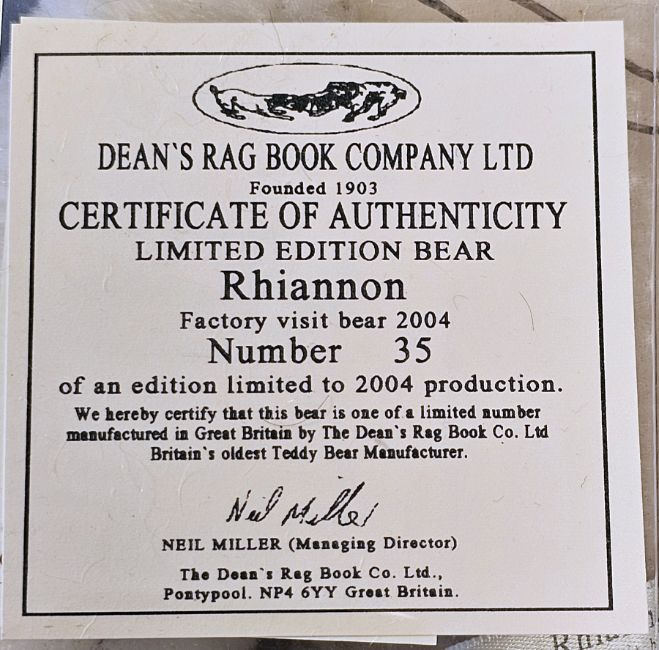 DEAN`S RAG BOOK COMPANY LTD
Founded 1903
CERTIFICATE OF AUTHENTICITY
LIMITED EDITION BEAR
Rhiannon
Factory visit bear 2004
Number 35
of an edition limited to 2004 production.
We hereby certify that this bear is one of a limited number
manufactured in Great Britain by The Dean`s Rag Book Co. Ltd
Britain`s oldest Teddy Bear Manufacturer.
Neil Miller
NEIL MILLER (Managing Director)
The Dean`s Rag Book Co. Ltd.,
Pontypool. NP4 6YY Great Britain.